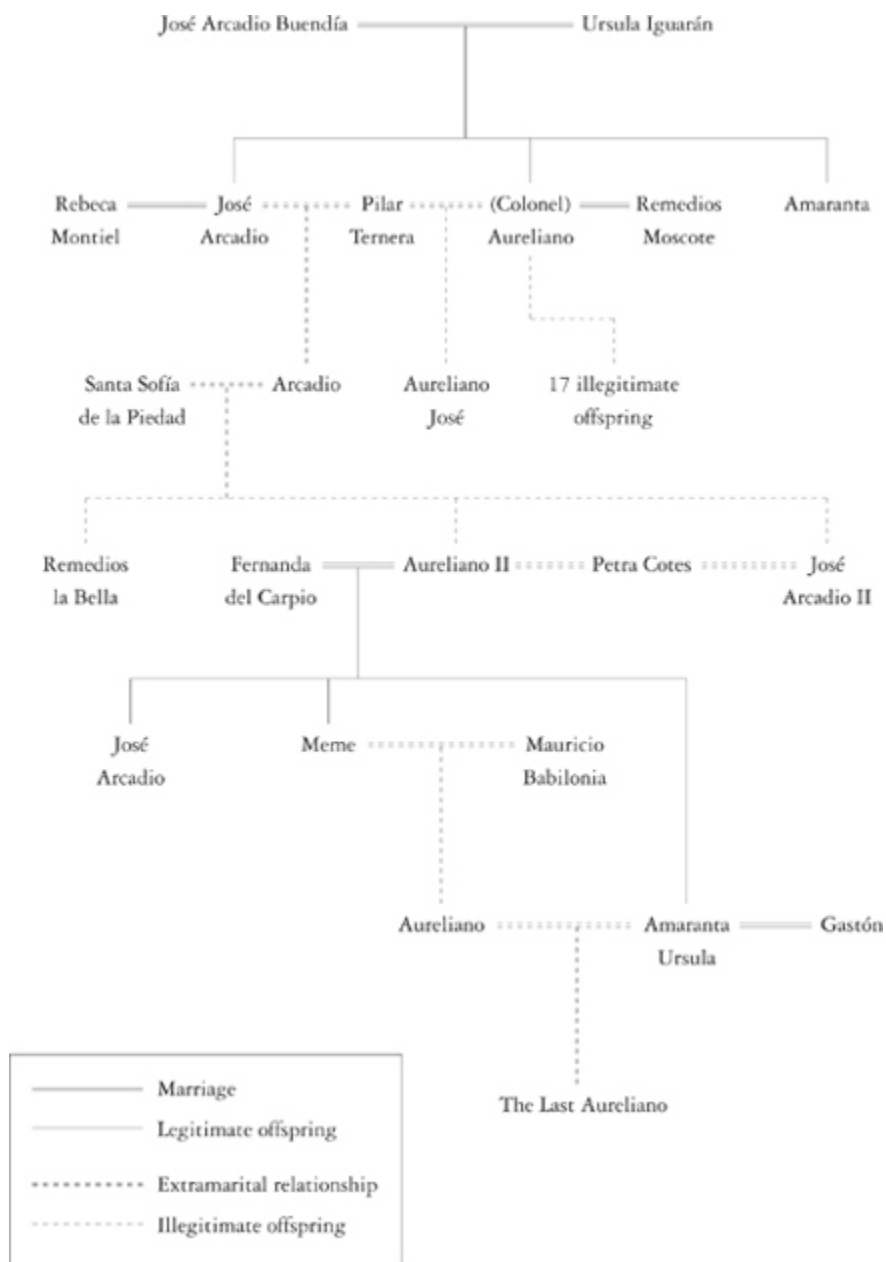 José Arcadio Buendía Ursula Iguarán
Rebeca José Pilar (Colonel) Remedios Amaranta
Montiel Arcadio Ternera Aureliano Moscote
Santa Sofía Arcadio Aureliano 17 illegitimate
de la Piedad José offspring
Remedios Fernanda Aureliano II Petra Cotes José
la Bella del Carpio Arcadio II
José Meme Mauricio
Arcadio Babilonia
Aureliano Amaranta Gastón
Ursula
The Last Aureliano
Marriage
Legitimate offspring
Extramarital relationship
Illegitimate offspring